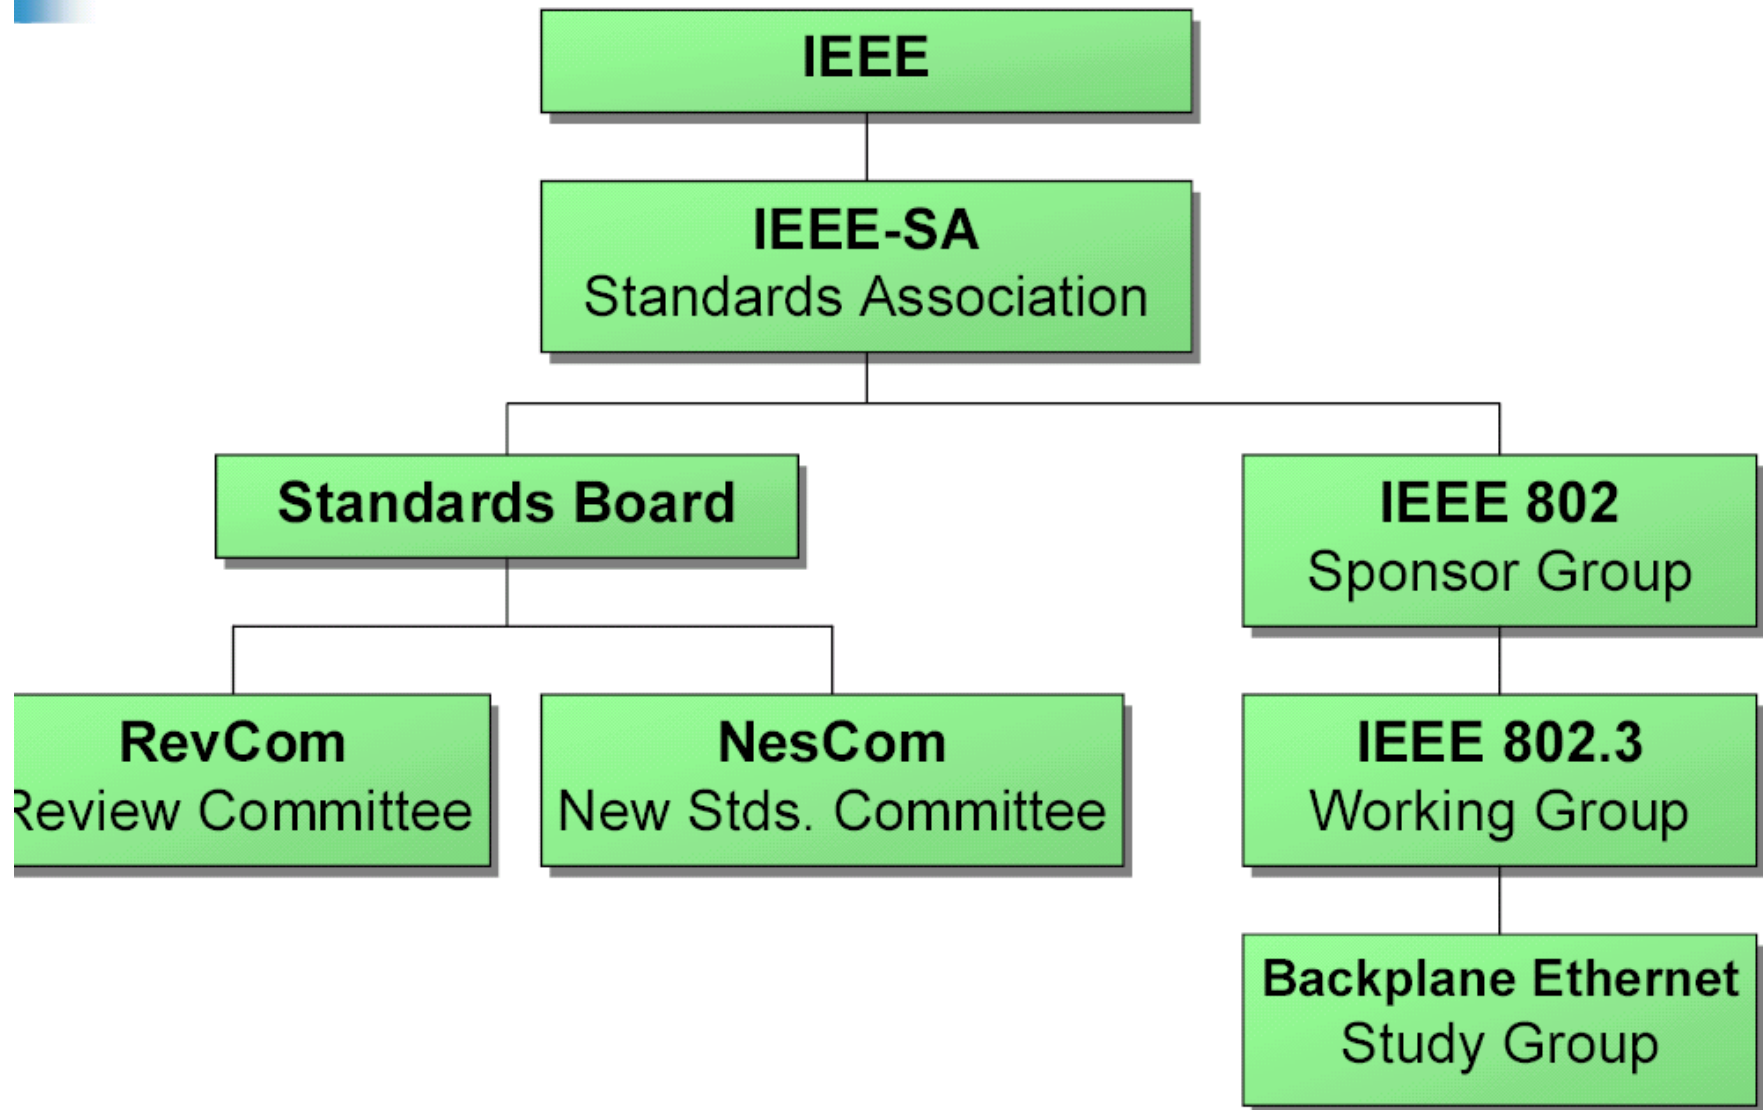 IEEE
IEEE-SA
Standards Association
Standards Board
IEEE 802
Sponsor Group
RevCom
Review Committee
NesCom
New Stds. Committee
IEEE 802.3
Working Group
Backplane Ethernet
Study Group